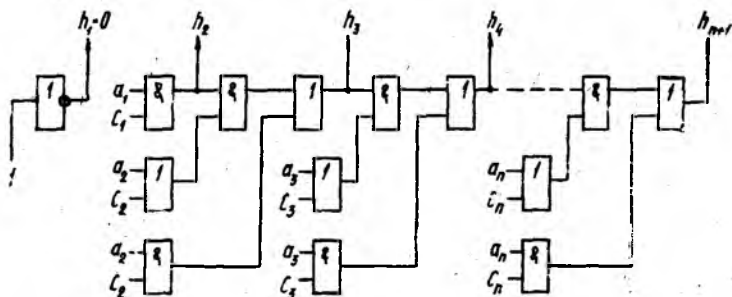 h₁=0 h₂ h₃ h₄ hₙ₊₁
1 a₁ & & 1 & 1 & 1
C₁
a₂ 1 a₃ 1 aₙ 1
1 C₂ C₃ Cₙ
a₂ & a₃ & aₙ &
C₂ C₃ Cₙ